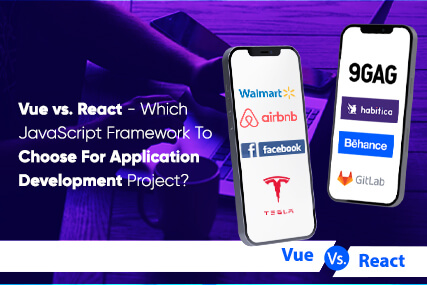 Vue vs. React - Which
JavaScript Framework To
Choose For Application
Development Project?
Walmart
airbnb
facebook
TESLA
9GAG
habitica
Bēhance
GitLab
Vue Vs. React